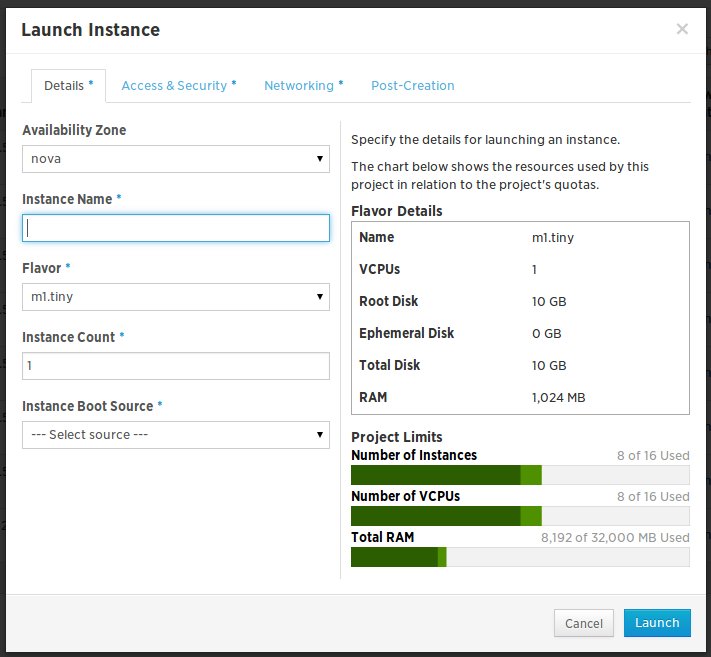 Launch Instance
×
Details *
Access & Security *
Networking *
Post-Creation
Availability Zone
nova
Instance Name *
Flavor *
m1.tiny
Instance Count *
1
Instance Boot Source *
--- Select source ---
Specify the details for launching an instance.
The chart below shows the resources used by this
project in relation to the project's quotas.
Flavor Details
Name m1.tiny
VCPUs 1
Root Disk 10 GB
Ephemeral Disk 0 GB
Total Disk 10 GB
RAM 1,024 MB
Project Limits
Number of Instances 8 of 16 Used
Number of VCPUs 8 of 16 Used
Total RAM 8,192 of 32,000 MB Used
Cancel
Launch